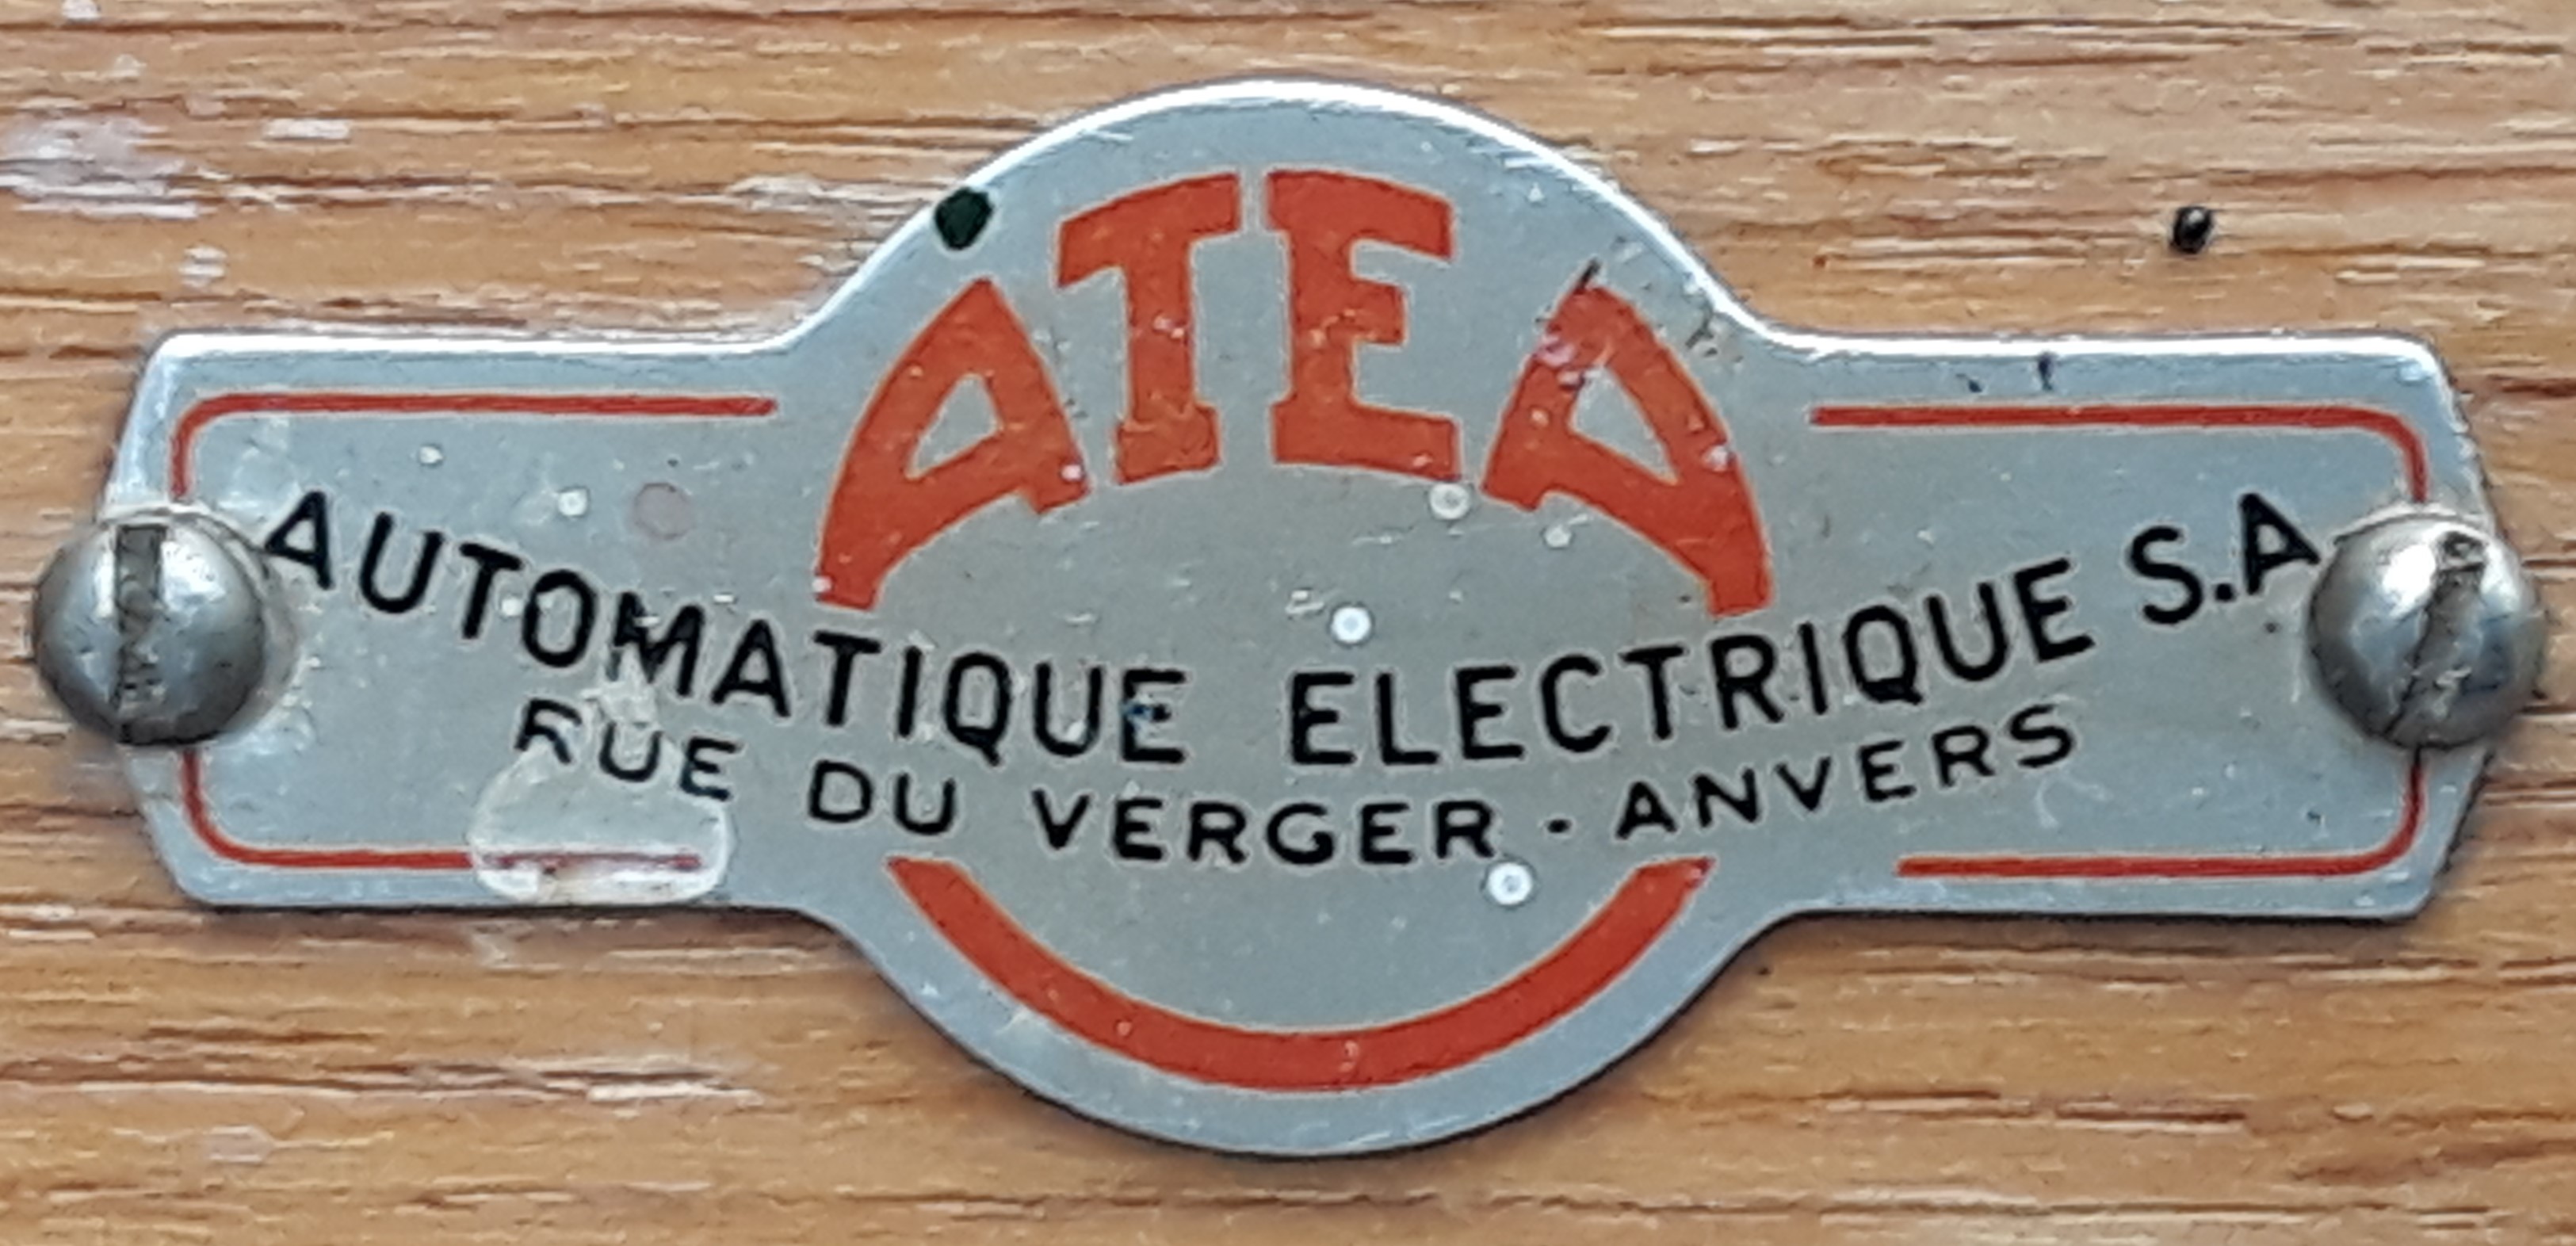 ATEA
AUTOMATIQUE ELECTRIQUE S.A
RUE DU VERGER - ANVERS